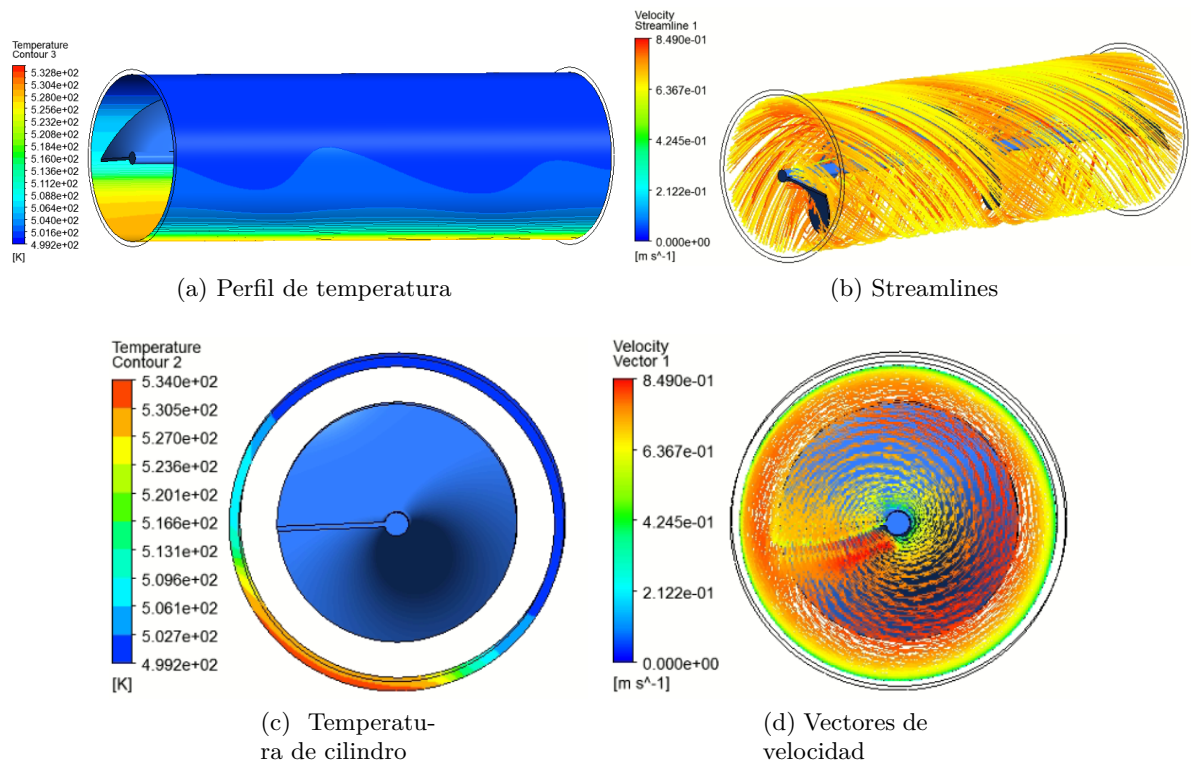 Temperature
Contour 3
5.328e+02
5.304e+02
5.280e+02
5.256e+02
5.232e+02
5.208e+02
5.184e+02
5.160e+02
5.136e+02
5.112e+02
5.088e+02
5.064e+02
5.040e+02
5.016e+02
4.992e+02
[K]
(a) Perfil de temperatura
Velocity
Streamline 1
8.490e-01
6.367e-01
4.245e-01
2.122e-01
0.000e+00
[m s^-1]
(b) Streamlines
Temperature
Contour 2
5.340e+02
5.305e+02
5.270e+02
5.236e+02
5.201e+02
5.166e+02
5.131e+02
5.096e+02
5.061e+02
5.027e+02
4.992e+02
[K]
(c) Temperatu-
ra de cilindro
Velocity
Vector 1
8.490e-01
6.367e-01
4.245e-01
2.122e-01
0.000e+00
[m s^-1]
(d) Vectores de
velocidad